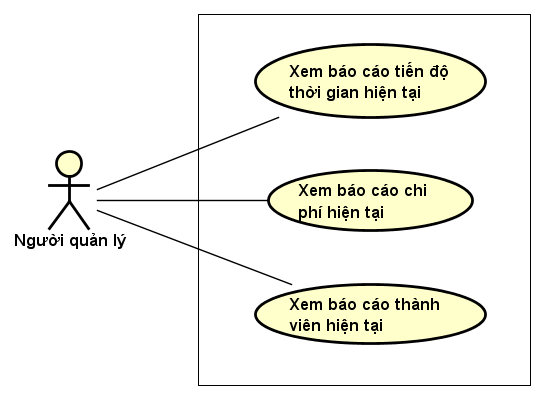 Xem báo cáo tiến độ
thời gian hiện tại
Xem báo cáo chi
phí hiện tại
Người quản lý
Xem báo cáo thành
viên hiện tại